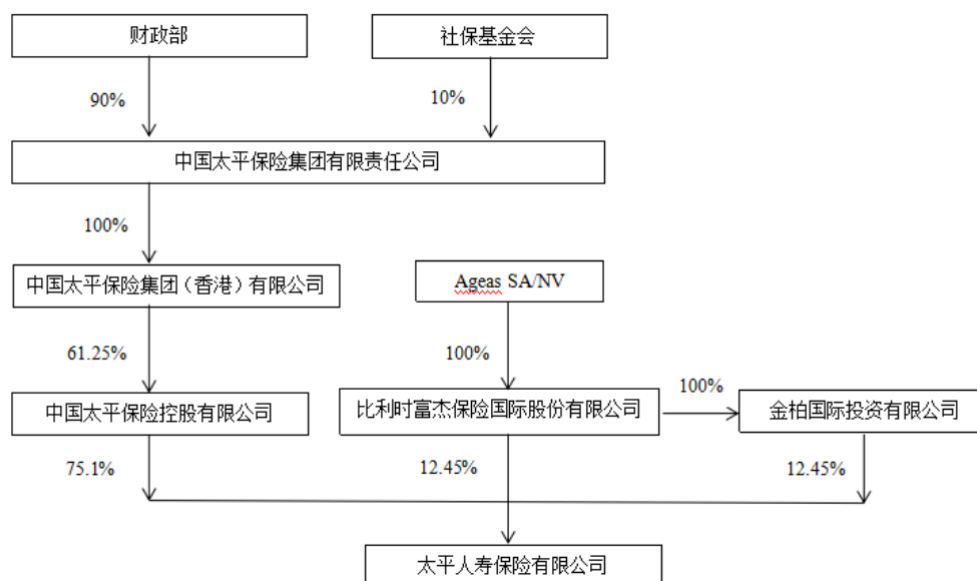 财政部
社保基金会
90%
10%
中国太平保险集团有限责任公司
100%
中国太平保险集团（香港）有限公司
Ageas SA/NV
61.25%
100%
100%
中国太平保险控股有限公司
比利时富杰保险国际股份有限公司
金柏国际投资有限公司
75.1%
12.45%
12.45%
太平人寿保险有限公司